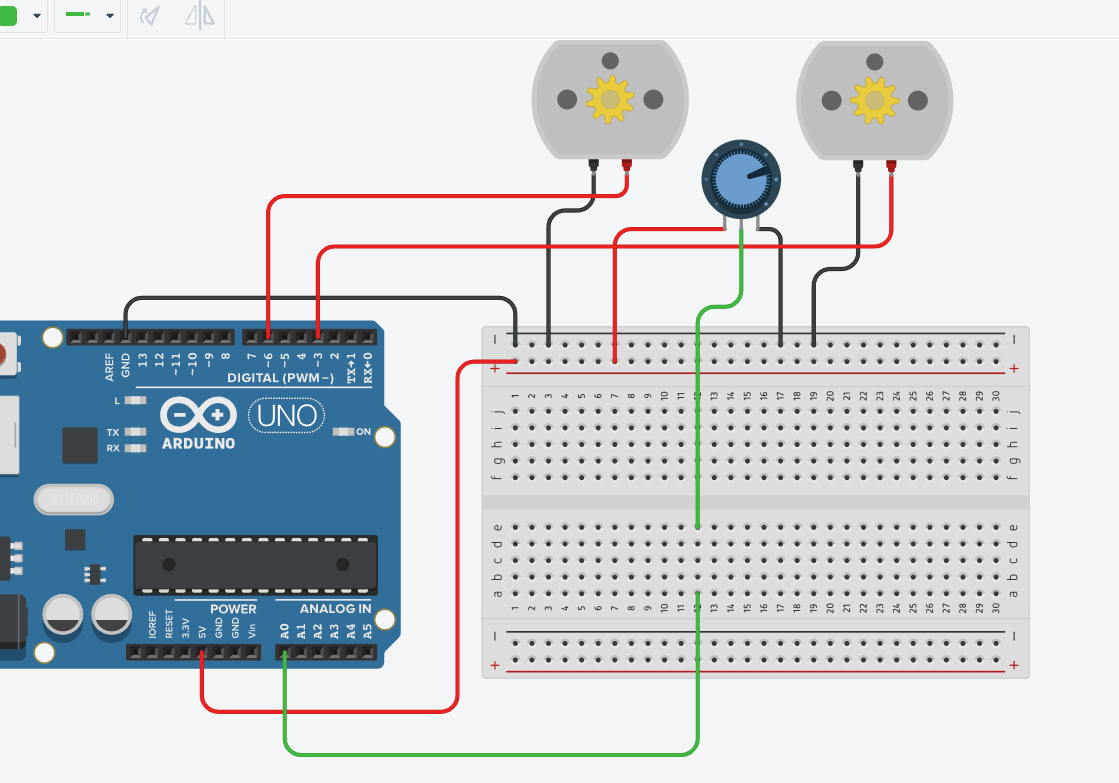 AREF GND 13 12 ~11 ~10 ~9 8 7 ~6 ~5 4 ~3 2 TX→1 RX←0
DIGITAL (PWM~)
L
TX
RX
UNO
ARDUINO
ON
SPK16.000G
POWER ANALOG IN
IOREF RESET 3.3V 5V GND GND Vin A0 A1 A2 A3 A4 A5
− −
+ +
1 2 3 4 5 6 7 8 9 10 11 12 13 14 15 16 17 18 19 20 21 22 23 24 25 26 27 28 29 30
j j
i i
h h
g g
f f
e e
d d
c c
b b
a a
1 2 3 4 5 6 7 8 9 10 11 12 13 14 15 16 17 18 19 20 21 22 23 24 25 26 27 28 29 30
− −
+ +